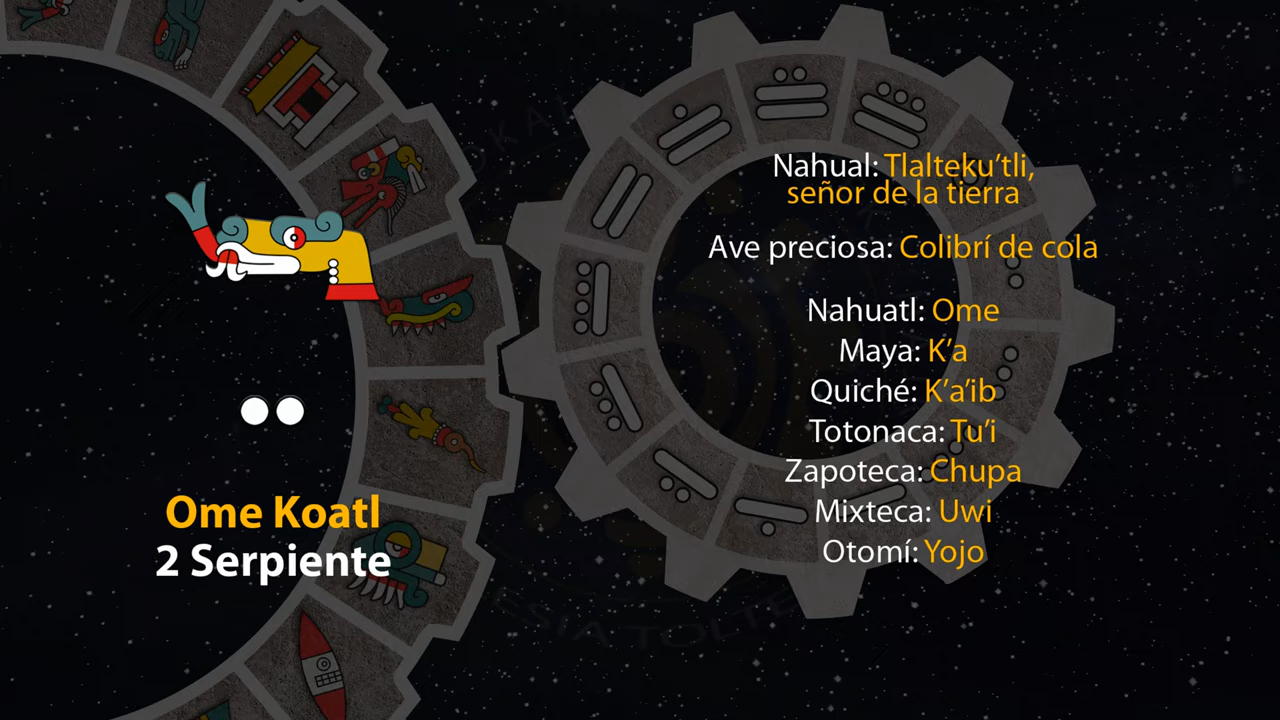 Ome Koatl
2 Serpiente
Nahual: Tlalteku’tli,
señor de la tierra
Ave preciosa: Colibrí de cola
Nahuatl: Ome
Maya: K’a
Quiché: K’a’ib
Totonaca: Tu’i
Zapoteca: Chupa
Mixteca: Uwi
Otomí: Yojo